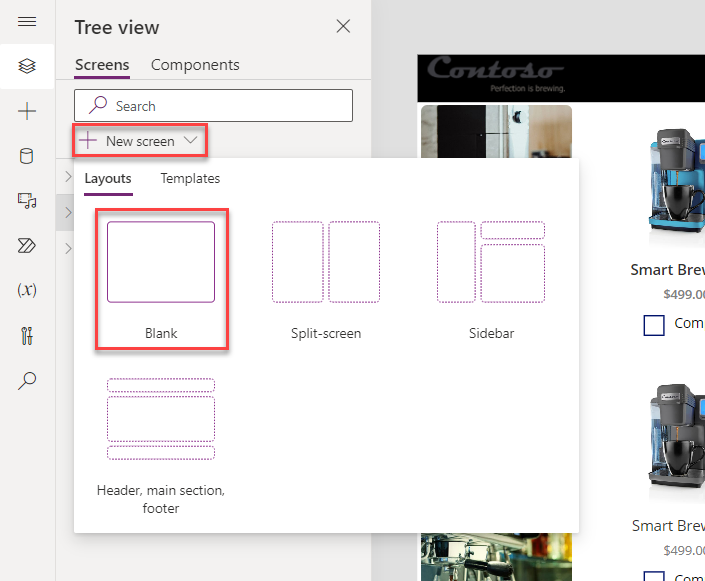 Tree view
Screens Components
Search
New screen
Layouts Templates
Blank
Split-screen
Sidebar
Header, main section,
footer
(x)
Contoso
Perfection is brewing.
Smart Brew
$499.00
Com
Smart Brew
$499.00
Com